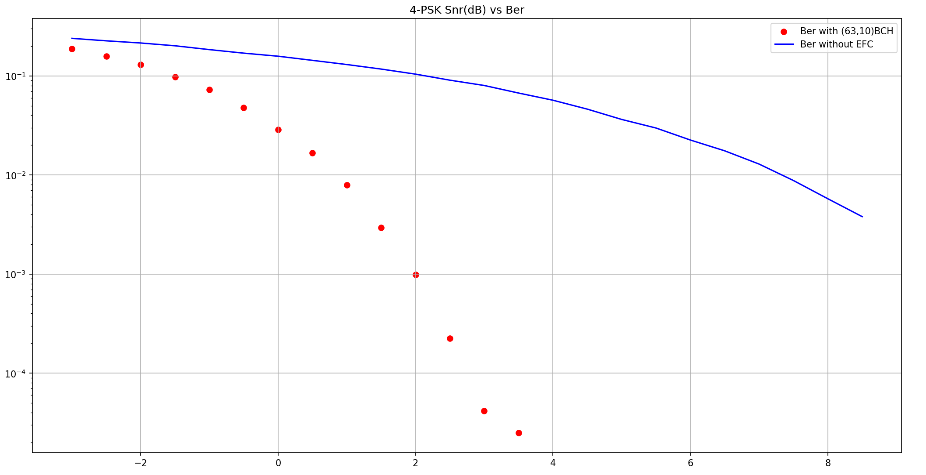 4-PSK Snr(dB) vs Ber
Ber with (63,10)BCH
Ber without EFC
10⁻¹
10⁻²
10⁻³
10⁻⁴
−2 0 2 4 6 8